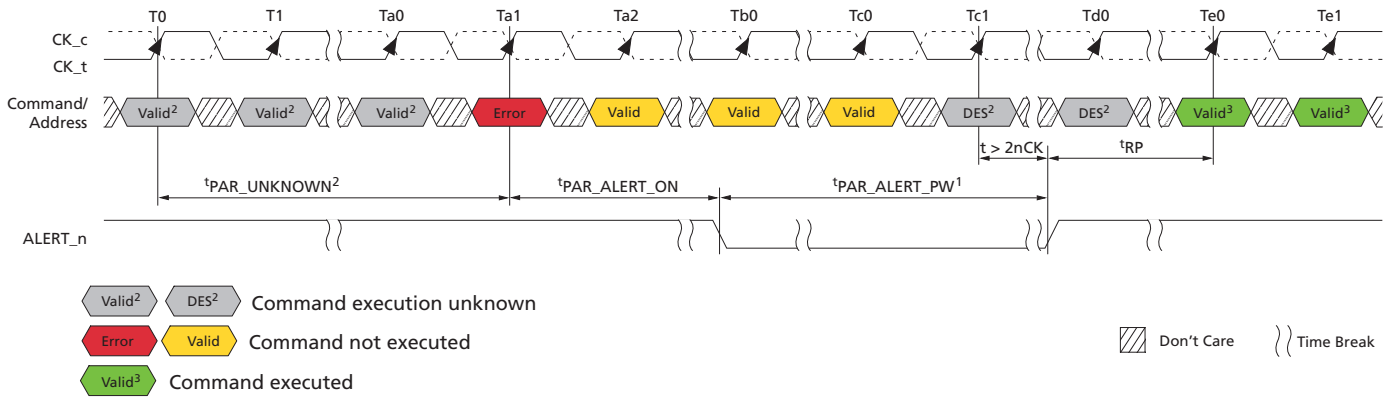 T0 T1 Ta0 Ta1 Ta2 Tb0 Tc0 Tc1 Td0 Te0 Te1
CK_c
CK_t
Command/
Address
Valid² Valid² Valid² Error Valid Valid Valid DES² DES² Valid³ Valid³
t > 2nCK
ᵗRP
ᵗPAR_UNKNOWN²
ᵗPAR_ALERT_ON
ᵗPAR_ALERT_PW¹
ALERT_n
Valid² DES² Command execution unknown
Error Valid Command not executed
Don't Care
Time Break
Valid³ Command executed